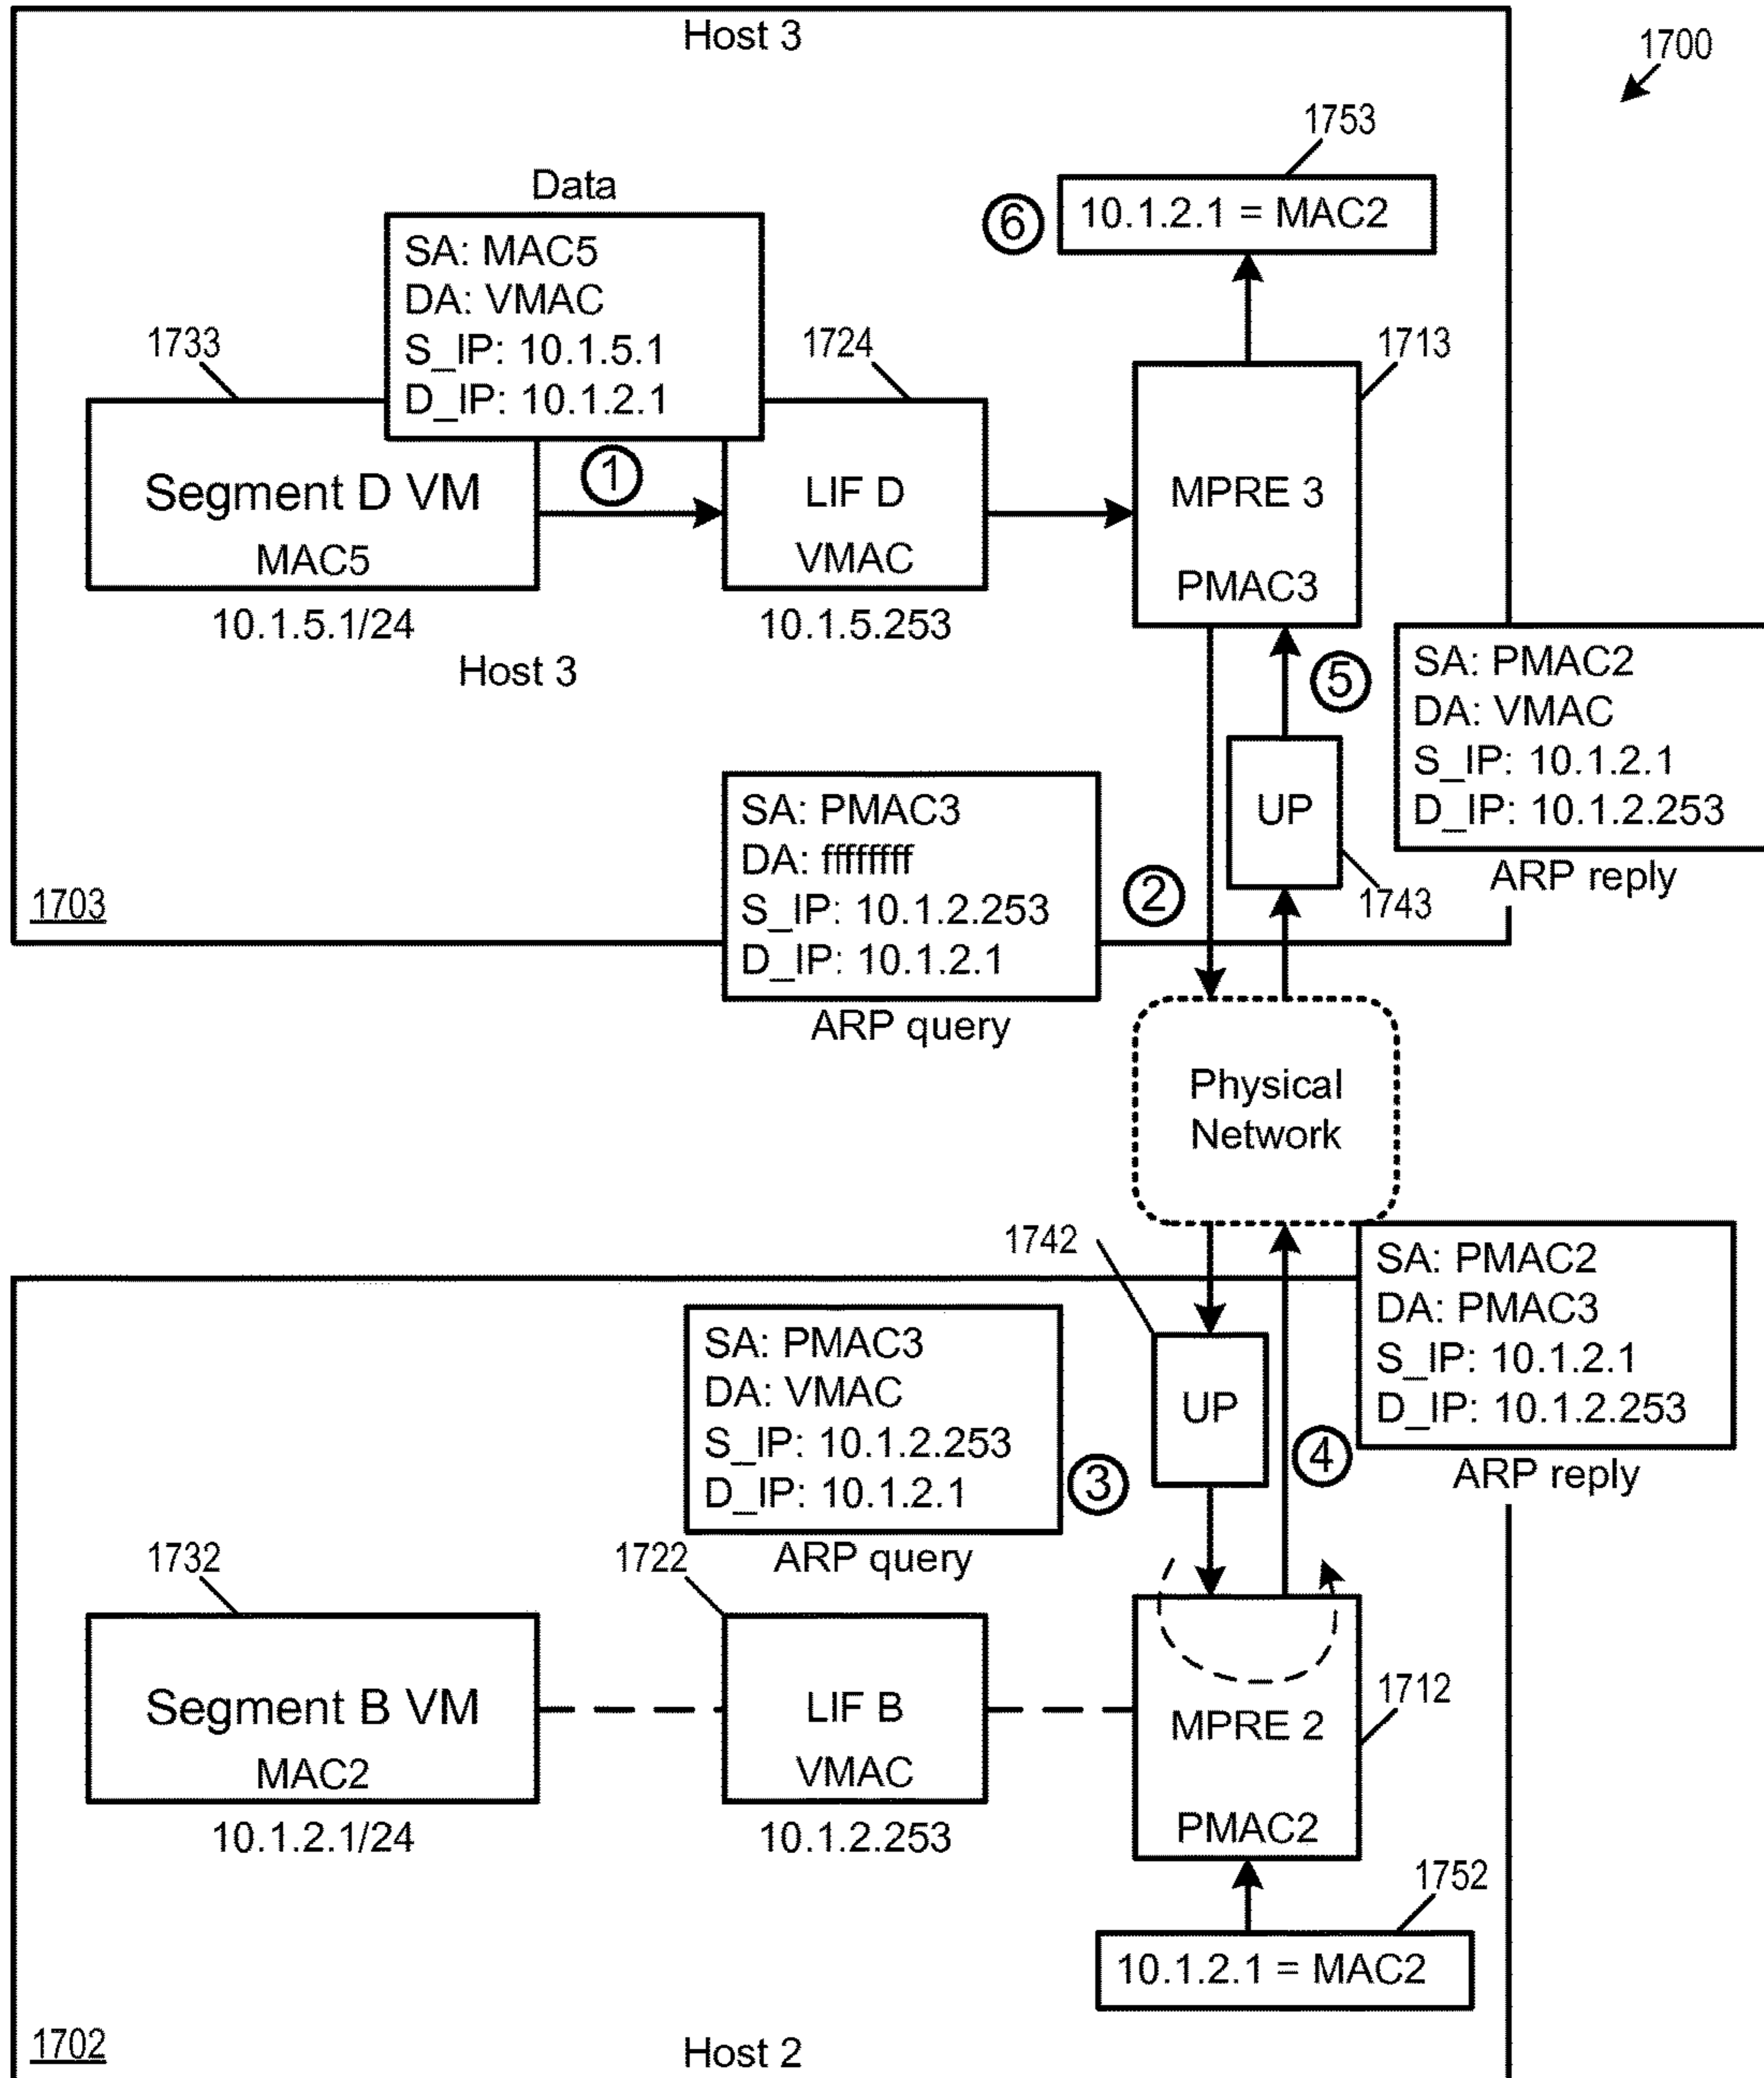 Host 3
1700
1753
Data
⑥
10.1.2.1 = MAC2
SA: MAC5
DA: VMAC
S_IP: 10.1.5.1
D_IP: 10.1.2.1
1733
1724
1713
Segment D VM
MAC5
10.1.5.1/24
①
LIF D
VMAC
10.1.5.253
MPRE 3
PMAC3
Host 3
⑤
SA: PMAC2
DA: VMAC
S_IP: 10.1.2.1
D_IP: 10.1.2.253
ARP reply
UP
1743
SA: PMAC3
DA: ffffffff
S_IP: 10.1.2.253
D_IP: 10.1.2.1
ARP query
②
1703
Physical
Network
1742
SA: PMAC2
DA: PMAC3
S_IP: 10.1.2.1
D_IP: 10.1.2.253
ARP reply
SA: PMAC3
DA: VMAC
S_IP: 10.1.2.253
D_IP: 10.1.2.1
ARP query
③
UP
④
1732
1722
1712
Segment B VM
MAC2
10.1.2.1/24
LIF B
VMAC
10.1.2.253
MPRE 2
PMAC2
1752
10.1.2.1 = MAC2
1702
Host 2